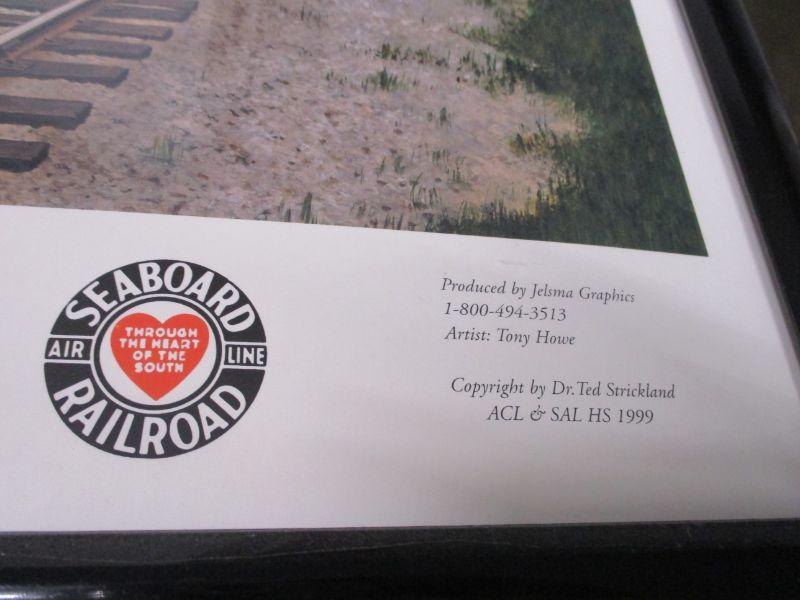 SEABOARD
AIR LINE
RAILROAD
THROUGH
THE HEART
OF THE
SOUTH
Produced by Jelsma Graphics
1-800-494-3513
Artist: Tony Howe
Copyright by Dr. Ted Strickland
ACL & SAL HS 1999